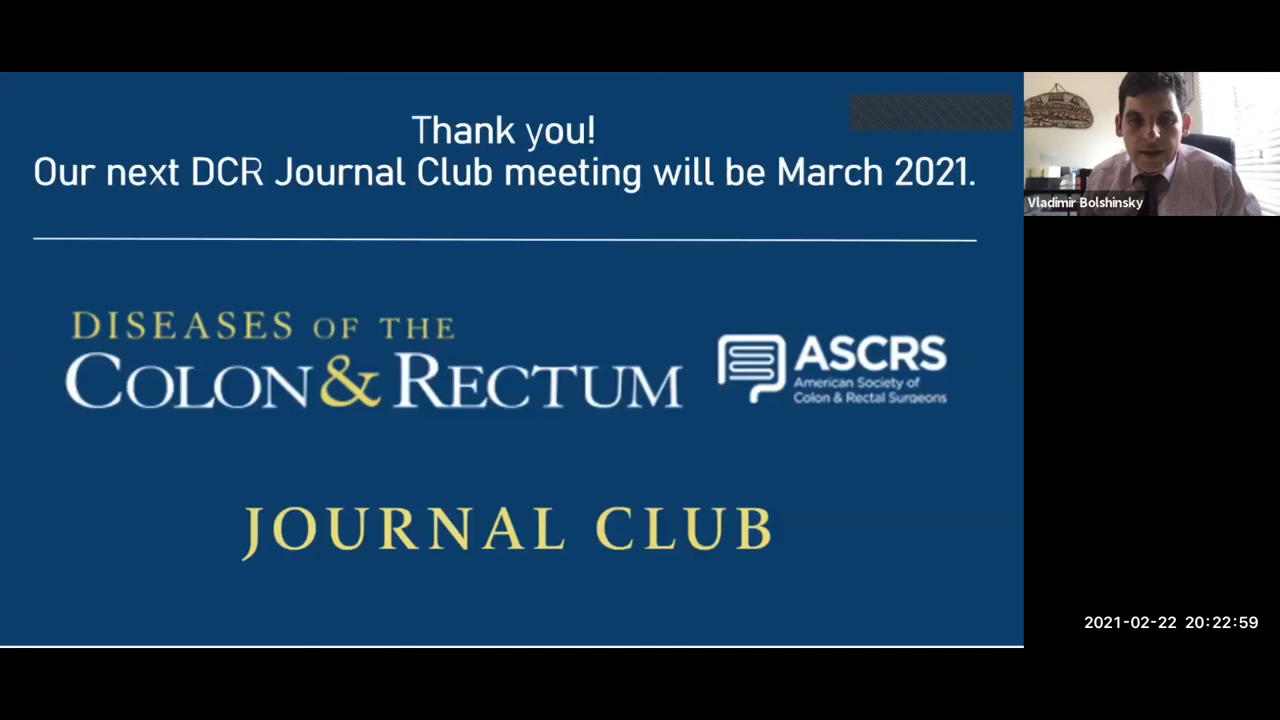 Thank you!
Our next DCR Journal Club meeting will be March 2021.
Vladimir Bolshinsky
DISEASES OF THE
COLON & RECTUM
ASCRS
American Society of
Colon & Rectal Surgeons
JOURNAL CLUB
2021-02-22 20:22:59